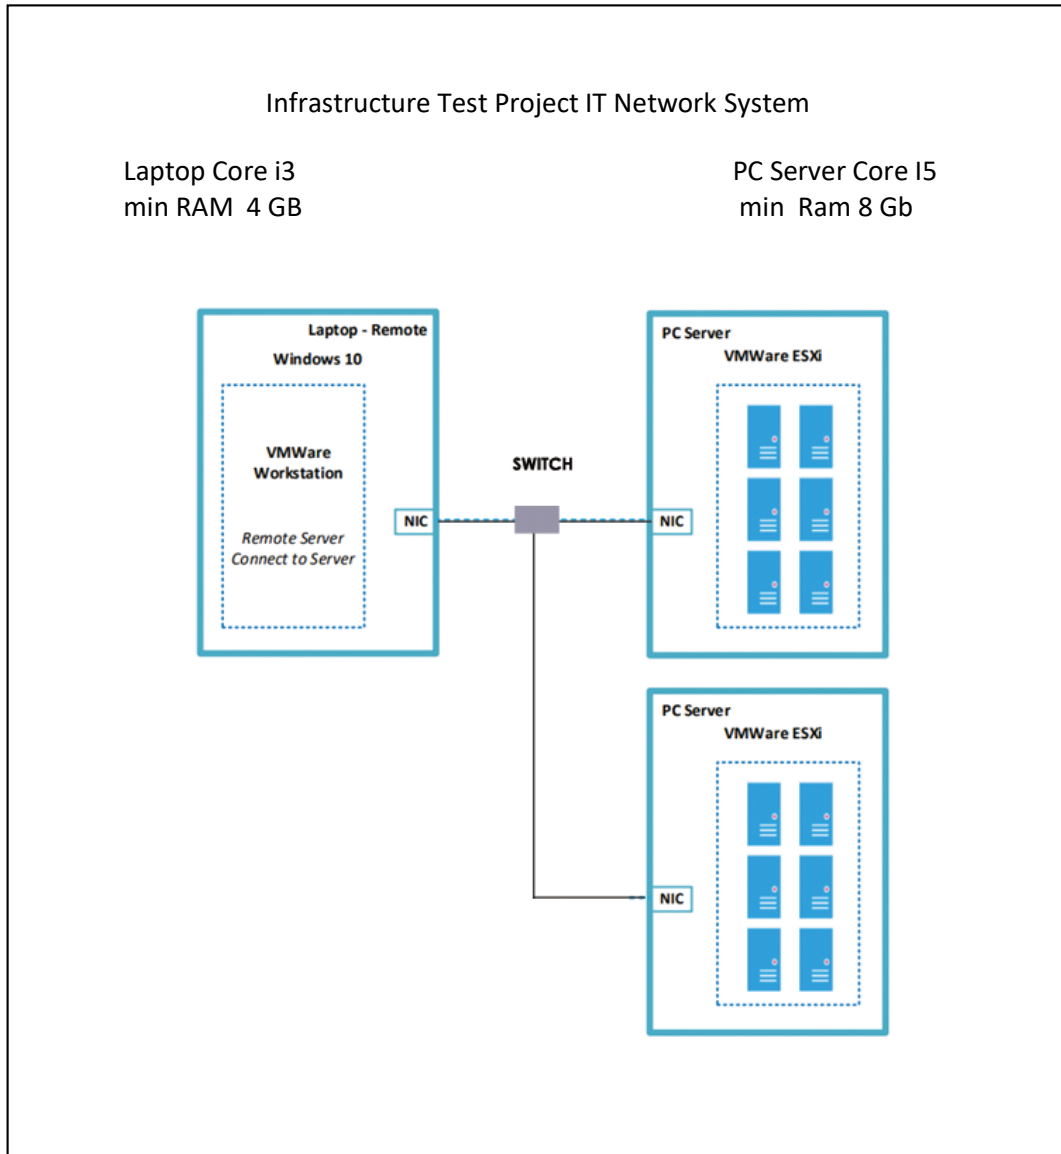 Infrastructure Test Project IT Network System
Laptop Core i3
min RAM  4 GB
PC Server Core I5
min  Ram 8 Gb
Laptop - Remote
Windows 10
VMWare
Workstation
Remote Server
Connect to Server
NIC
SWITCH
PC Server
VMWare ESXi
NIC
PC Server
VMWare ESXi
NIC